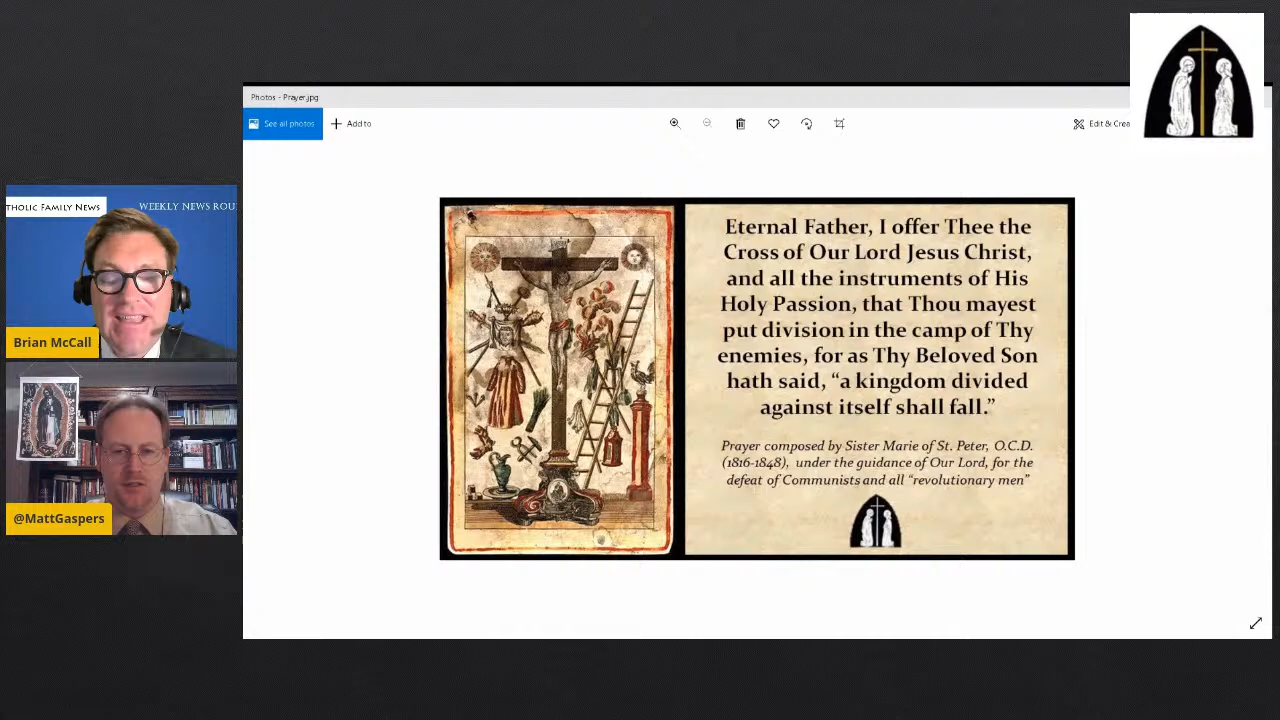 Photos - Prayer.jpg
See all photos
Add to
Edit & Crea
THOLIC FAMILY NEWS
WEEKLY NEWS ROU
Brian McCall
@MattGaspers
Eternal Father, I offer Thee the
Cross of Our Lord Jesus Christ,
and all the instruments of His
Holy Passion, that Thou mayest
put division in the camp of Thy
enemies, for as Thy Beloved Son
hath said, “a kingdom divided
against itself shall fall.”
Prayer composed by Sister Marie of St. Peter, O.C.D.
(1816-1848), under the guidance of Our Lord, for the
defeat of Communists and all “revolutionary men”